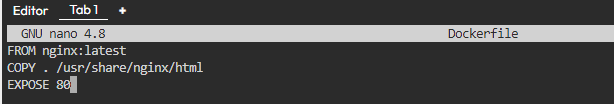 Editor Tab 1 +
GNU nano 4.8 Dockerfile
FROM nginx:latest
COPY . /usr/share/nginx/html
EXPOSE 80